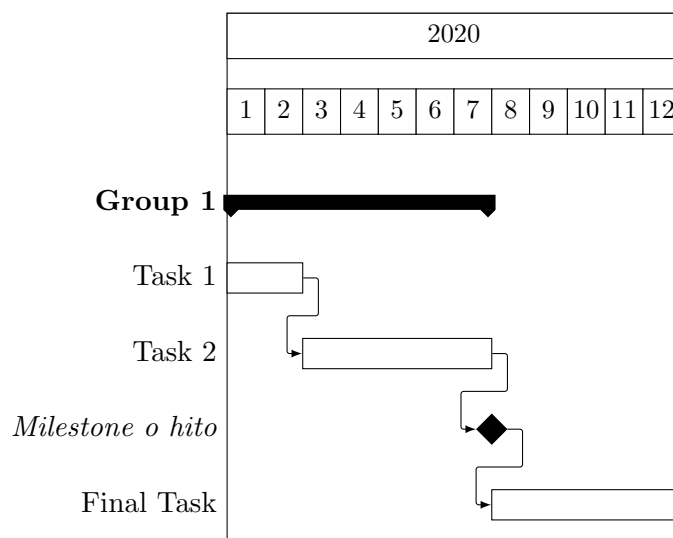 2020
1 2 3 4 5 6 7 8 9 10 11 12
Group 1
Task 1
Task 2
Milestone o hito
Final Task